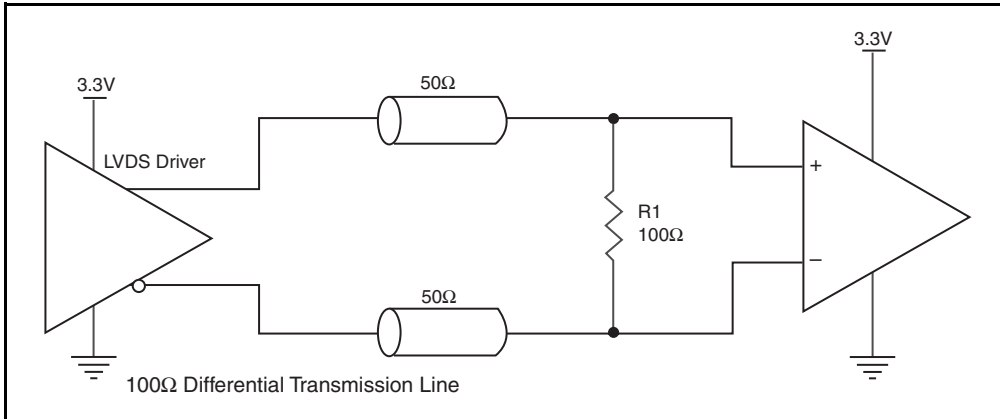 3.3V
50Ω
3.3V
LVDS Driver
+
R1
100Ω
–
50Ω
100Ω Differential Transmission Line